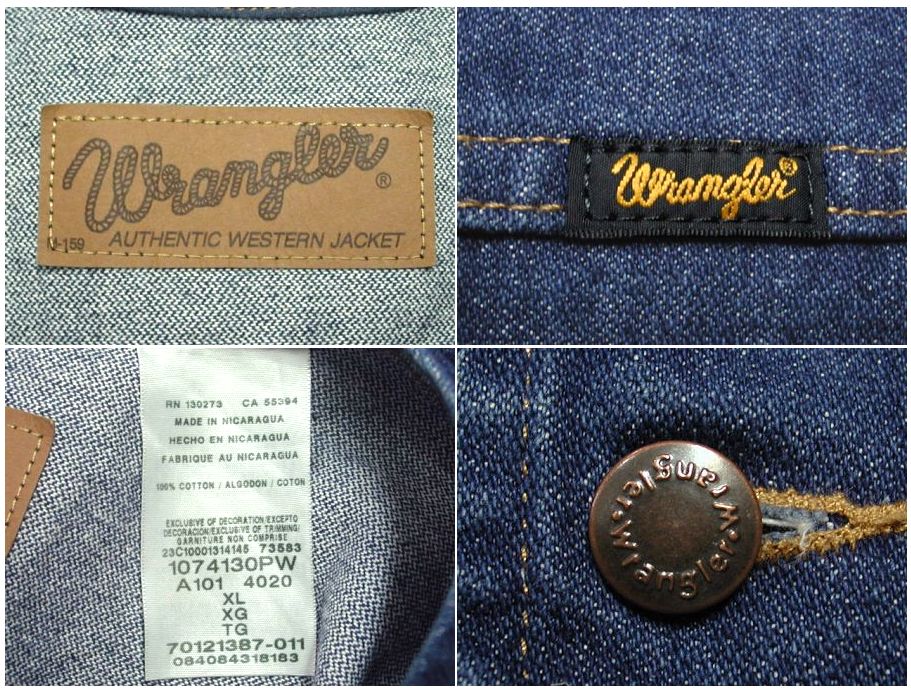 Wrangler®
M-159 AUTHENTIC WESTERN JACKET
Wrangler®
RN 130273 CA 55394
MADE IN NICARAGUA
HECHO EN NICARAGUA
FABRIQUE AU NICARAGUA
100% COTTON / ALGODON / COTON
EXCLUSIVE OF DECORATION/EXCEPTO
DECORACION/EXCLUSIVE OF TRIMMING/
GARNITURE NON COMPRISE
23C10001314145 73583
1074130PW
A101 4020
XL
XG
TG
70121387-011
084084318183
Wrangler•Wrangler•